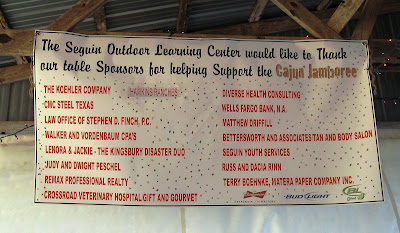 The Seguin Outdoor Learning Center would like to Thank
our table Sponsors for helping Support the Cajun Jamboree
THE KOEHLER COMPANY
HARKINS RANCHES
CMC STEEL TEXAS
LAW OFFICE OF STEPHEN D. FINCH, P.C.
WALKER AND VORDENBAUM CPA'S
LENORA & JACKIE - THE KINGSBURY DISASTER DUO
JUDY AND DWIGHT PESCHEL
REMAX PROFESSIONAL REALTY
CROSSROAD VETERINARY HOSPITAL GIFT AND GOURMET
DIVERSE HEALTH CONSULTING
WELLS FARGO BANK, N.A.
MATTHEW DRIFFILL
BETTERSWORTH AND ASSOCIATES TAN AND BODY SALON
SEGUIN YOUTH SERVICES
RUSS AND DACIA RINN
TERRY BOEHNKE, MATERA PAPER COMPANY INC.
BUD LIGHT